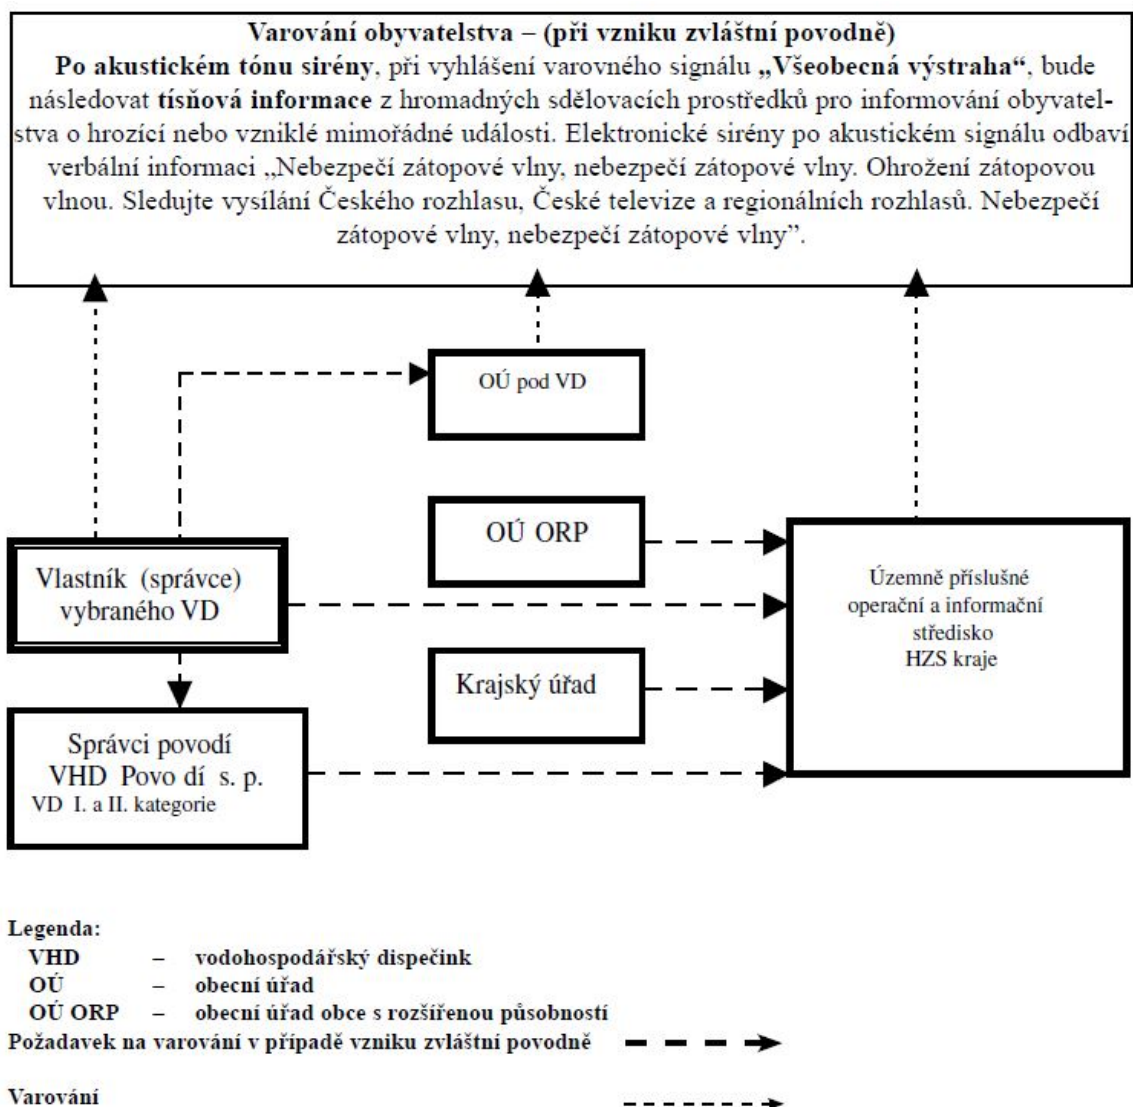 Varování obyvatelstva – (při vzniku zvláštní povodně)
Po akustickém tónu sirény, při vyhlášení varovného signálu „Všeobecná výstraha“, bude
následovat tísňová informace z hromadných sdělovacích prostředků pro informování obyvatel-
stva o hrozící nebo vzniklé mimořádné události. Elektronické sirény po akustickém signálu odbaví
verbální informaci „Nebezpečí zátopové vlny, nebezpečí zátopové vlny. Ohrožení zátopovou
vlnou. Sledujte vysílání Českého rozhlasu, České televize a regionálních rozhlasů. Nebezpečí
zátopové vlny, nebezpečí zátopové vlny”.
OÚ pod VD
OÚ ORP
Vlastník (správce)
vybraného VD
Územně příslušné
operační a informační
středisko
HZS kraje
Krajský úřad
Správci povodí
VHD Povo dí s. p.
VD I. a II. kategorie
Legenda:
VHD – vodohospodářský dispečink
OÚ – obecní úřad
OÚ ORP – obecní úřad obce s rozšířenou působností
Požadavek na varování v případě vzniku zvláštní povodně
Varování